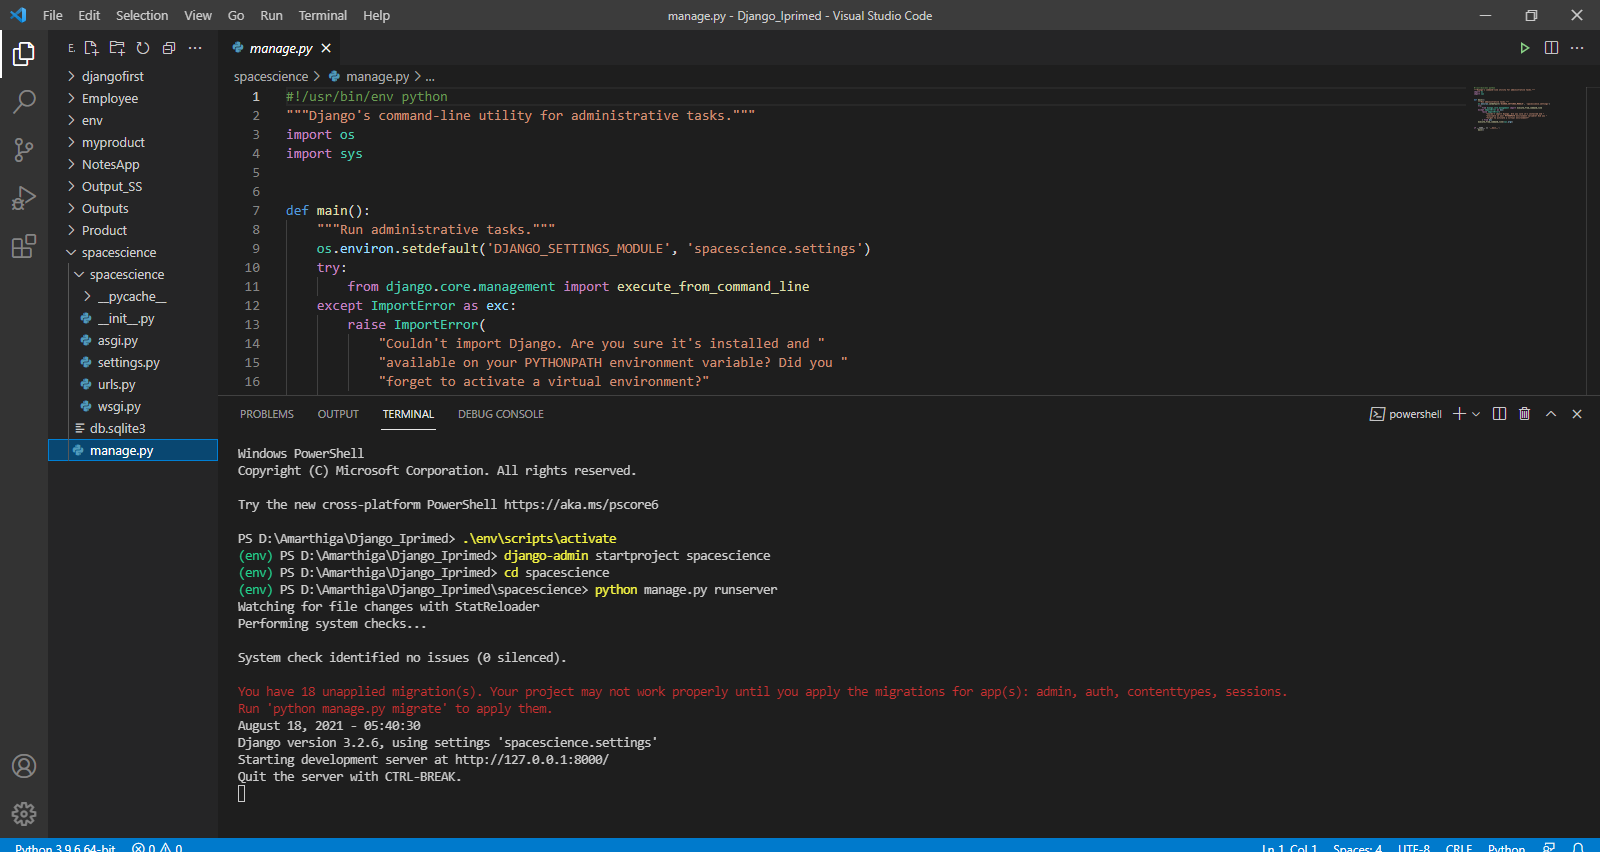 File Edit Selection View Go Run Terminal Help
manage.py - Django_Iprimed - Visual Studio Code
E.
djangofirst
Employee
env
myproduct
NotesApp
Output_SS
Outputs
Product
spacescience
spacescience
__pycache__
__init__.py
asgi.py
settings.py
urls.py
wsgi.py
db.sqlite3
manage.py
manage.py
spacescience > manage.py > ...
1 #!/usr/bin/env python
2 """Django's command-line utility for administrative tasks."""
3 import os
4 import sys
5
6
7 def main():
8 """Run administrative tasks."""
9 os.environ.setdefault('DJANGO_SETTINGS_MODULE', 'spacescience.settings')
10 try:
11 from django.core.management import execute_from_command_line
12 except ImportError as exc:
13 raise ImportError(
14 "Couldn't import Django. Are you sure it's installed and "
15 "available on your PYTHONPATH environment variable? Did you "
16 "forget to activate a virtual environment?"
PROBLEMS OUTPUT TERMINAL DEBUG CONSOLE
powershell
Windows PowerShell
Copyright (C) Microsoft Corporation. All rights reserved.
Try the new cross-platform PowerShell https://aka.ms/pscore6
PS D:\Amarthiga\Django_Iprimed> .\env\scripts\activate
(env) PS D:\Amarthiga\Django_Iprimed> django-admin startproject spacescience
(env) PS D:\Amarthiga\Django_Iprimed> cd spacescience
(env) PS D:\Amarthiga\Django_Iprimed\spacescience> python manage.py runserver
Watching for file changes with StatReloader
Performing system checks...
System check identified no issues (0 silenced).
You have 18 unapplied migration(s). Your project may not work properly until you apply the migrations for app(s): admin, auth, contenttypes, sessions.
Run 'python manage.py migrate' to apply them.
August 18, 2021 - 05:40:30
Django version 3.2.6, using settings 'spacescience.settings'
Starting development server at http://127.0.0.1:8000/
Quit the server with CTRL-BREAK.
Python 3.9.6 64-bit 0 0
Ln 1, Col 1 Spaces: 4 UTF-8 CRLF Python